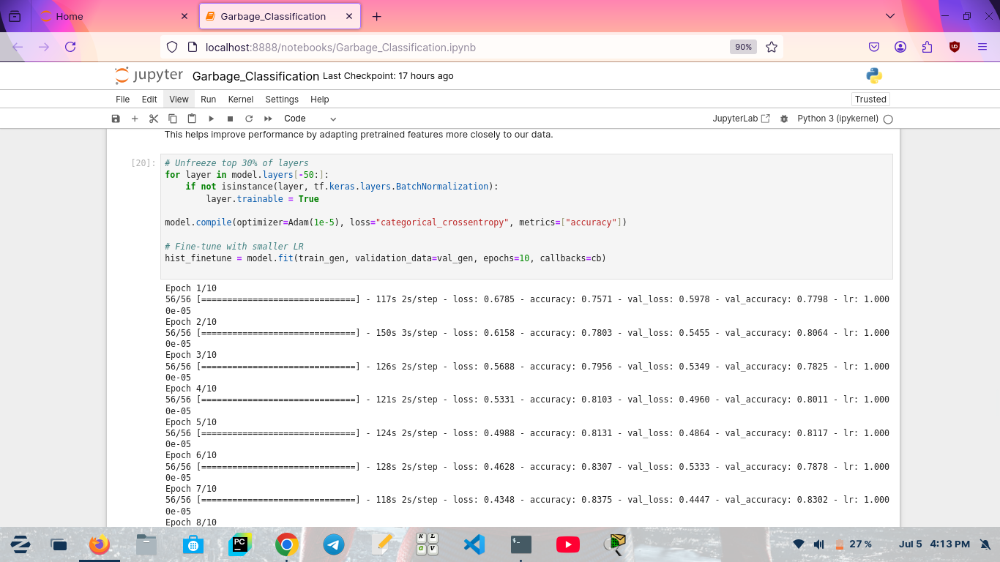 Home
Garbage_Classification
localhost:8888/notebooks/Garbage_Classification.ipynb
90%
jupyter Garbage_Classification Last Checkpoint: 17 hours ago
File Edit View Run Kernel Settings Help
Trusted
Code
JupyterLab
Python 3 (ipykernel)
This helps improve performance by adapting pretrained features more closely to our data.
[20]:
# Unfreeze top 30% of layers
for layer in model.layers[-50:]:
    if not isinstance(layer, tf.keras.layers.BatchNormalization):
        layer.trainable = True
model.compile(optimizer=Adam(1e-5), loss="categorical_crossentropy", metrics=["accuracy"])
# Fine-tune with smaller LR
hist_finetune = model.fit(train_gen, validation_data=val_gen, epochs=10, callbacks=cb)
Epoch 1/10
56/56 [==============================] - 117s 2s/step - loss: 0.6785 - accuracy: 0.7571 - val_loss: 0.5978 - val_accuracy: 0.7798 - lr: 1.000
0e-05
Epoch 2/10
56/56 [==============================] - 150s 3s/step - loss: 0.6158 - accuracy: 0.7803 - val_loss: 0.5455 - val_accuracy: 0.8064 - lr: 1.000
0e-05
Epoch 3/10
56/56 [==============================] - 126s 2s/step - loss: 0.5688 - accuracy: 0.7956 - val_loss: 0.5349 - val_accuracy: 0.7825 - lr: 1.000
0e-05
Epoch 4/10
56/56 [==============================] - 121s 2s/step - loss: 0.5331 - accuracy: 0.8103 - val_loss: 0.4960 - val_accuracy: 0.8011 - lr: 1.000
0e-05
Epoch 5/10
56/56 [==============================] - 124s 2s/step - loss: 0.4988 - accuracy: 0.8131 - val_loss: 0.4864 - val_accuracy: 0.8117 - lr: 1.000
0e-05
Epoch 6/10
56/56 [==============================] - 128s 2s/step - loss: 0.4628 - accuracy: 0.8307 - val_loss: 0.5333 - val_accuracy: 0.7878 - lr: 1.000
0e-05
Epoch 7/10
56/56 [==============================] - 118s 2s/step - loss: 0.4348 - accuracy: 0.8375 - val_loss: 0.4447 - val_accuracy: 0.8302 - lr: 1.000
0e-05
Epoch 8/10
PC
K L
a V
27 %
Jul 5 4:13 PM